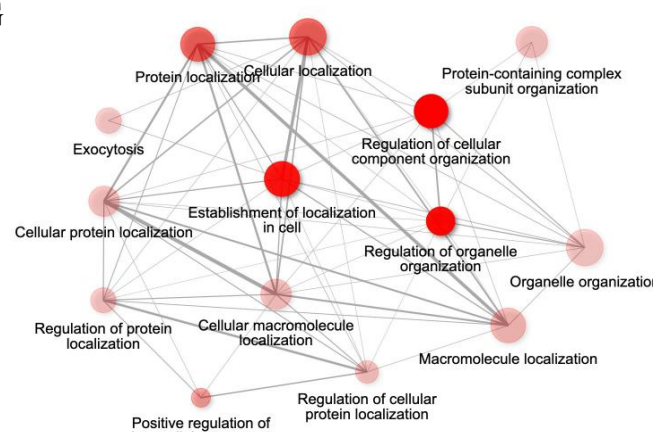 Protein localization
Cellular localization
Protein-containing complex
subunit organization
Exocytosis
Regulation of cellular
component organization
Establishment of localization
in cell
Cellular protein localization
Regulation of organelle
organization
Organelle organization
Regulation of protein
localization
Cellular macromolecule
localization
Macromolecule localization
Regulation of cellular
protein localization
Positive regulation of